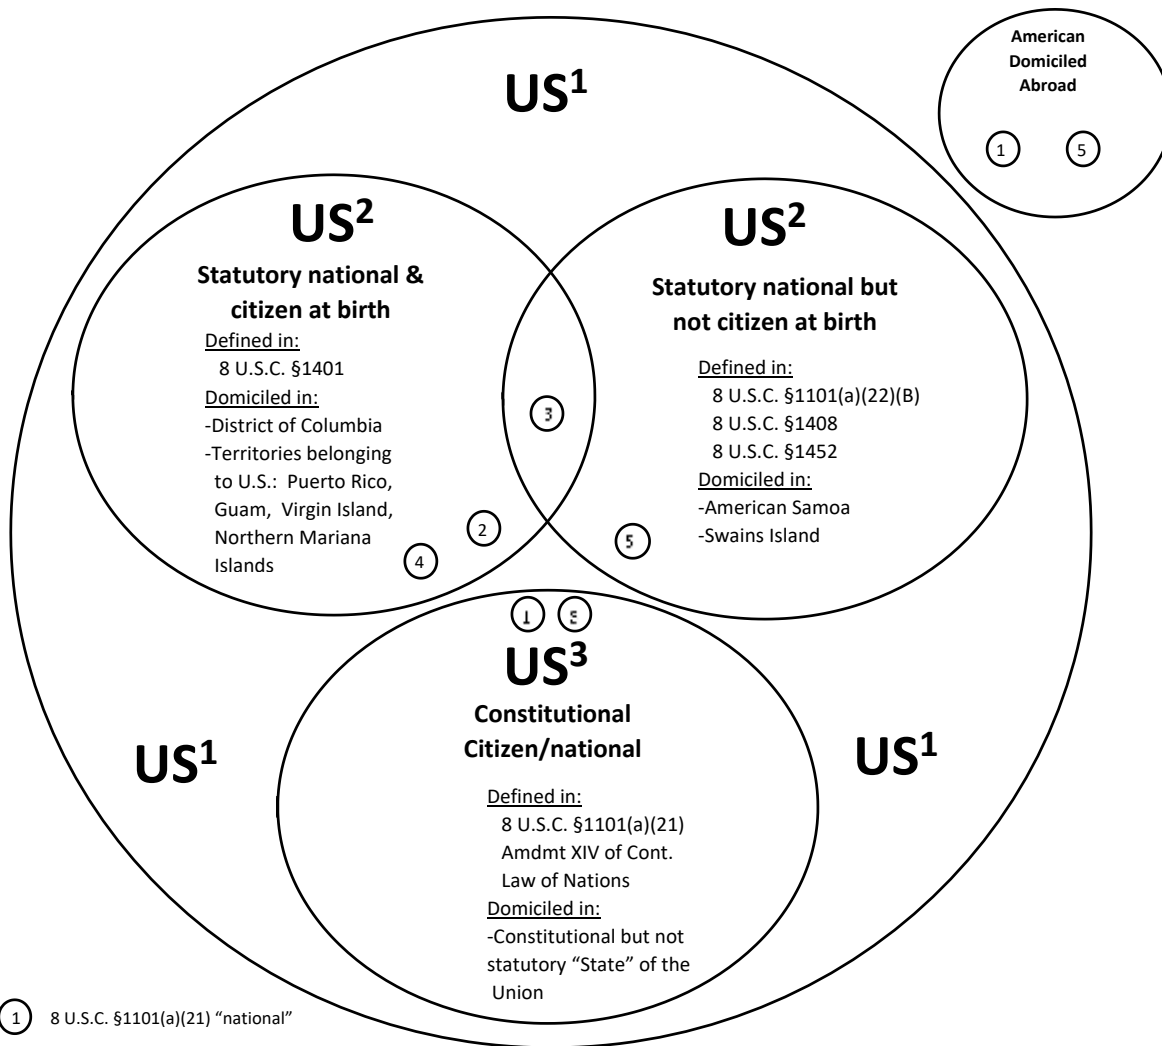 American
Domiciled
Abroad
1 5
US¹
US²
Statutory national &
citizen at birth
Defined in:
8 U.S.C. §1401
Domiciled in:
-District of Columbia
-Territories belonging
to U.S.: Puerto Rico,
Guam, Virgin Island,
Northern Mariana
Islands
2
4
3
US²
Statutory national but
not citizen at birth
Defined in:
8 U.S.C. §1101(a)(22)(B)
8 U.S.C. §1408
8 U.S.C. §1452
Domiciled in:
-American Samoa
-Swains Island
5
1
US³
Constitutional
Citizen/national
Defined in:
8 U.S.C. §1101(a)(21)
Amdmt XIV of Cont.
Law of Nations
Domiciled in:
-Constitutional but not
statutory “State” of the
Union
US¹
US¹
1 8 U.S.C. §1101(a)(21) “national”